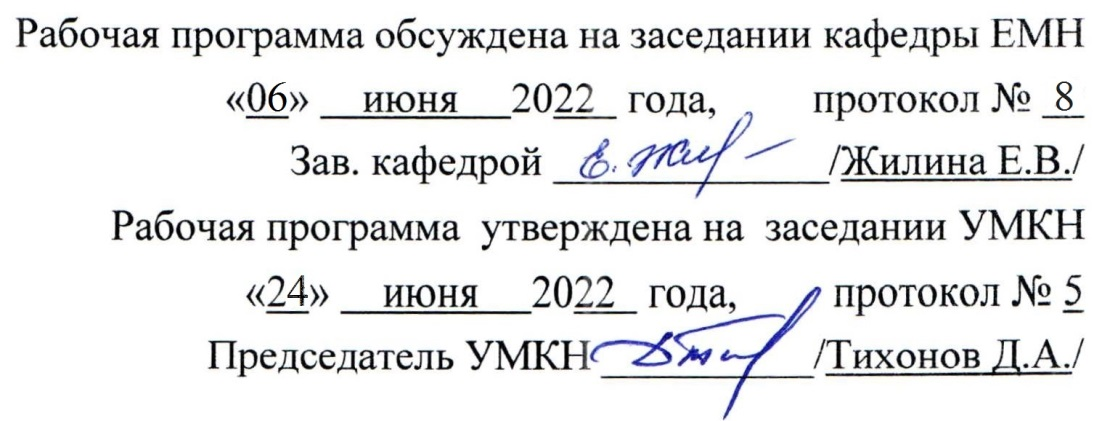 Рабочая программа обсуждена на заседании кафедры ЕМН
«06» июня 2022 года, протокол № 8
Зав. кафедрой Е. Жил /Жилина Е.В./
Рабочая программа утверждена на заседании УМКН
«24» июня 2022 года, протокол № 5
Председатель УМКН /Тихонов Д.А./